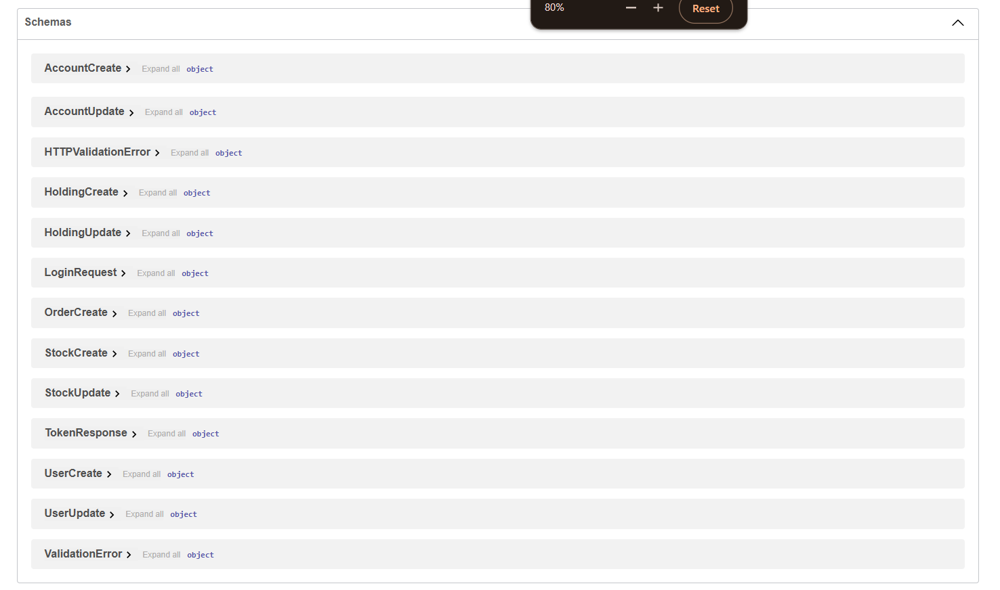 80% − + Reset
Schemas
AccountCreate Expand all object
AccountUpdate Expand all object
HTTPValidationError Expand all object
HoldingCreate Expand all object
HoldingUpdate Expand all object
LoginRequest Expand all object
OrderCreate Expand all object
StockCreate Expand all object
StockUpdate Expand all object
TokenResponse Expand all object
UserCreate Expand all object
UserUpdate Expand all object
ValidationError Expand all object